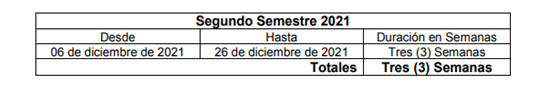 Segundo Semestre 2021
Desde Hasta Duración en Semanas
06 de diciembre de 2021 26 de diciembre de 2021 Tres (3) Semanas
Totales Tres (3) Semanas